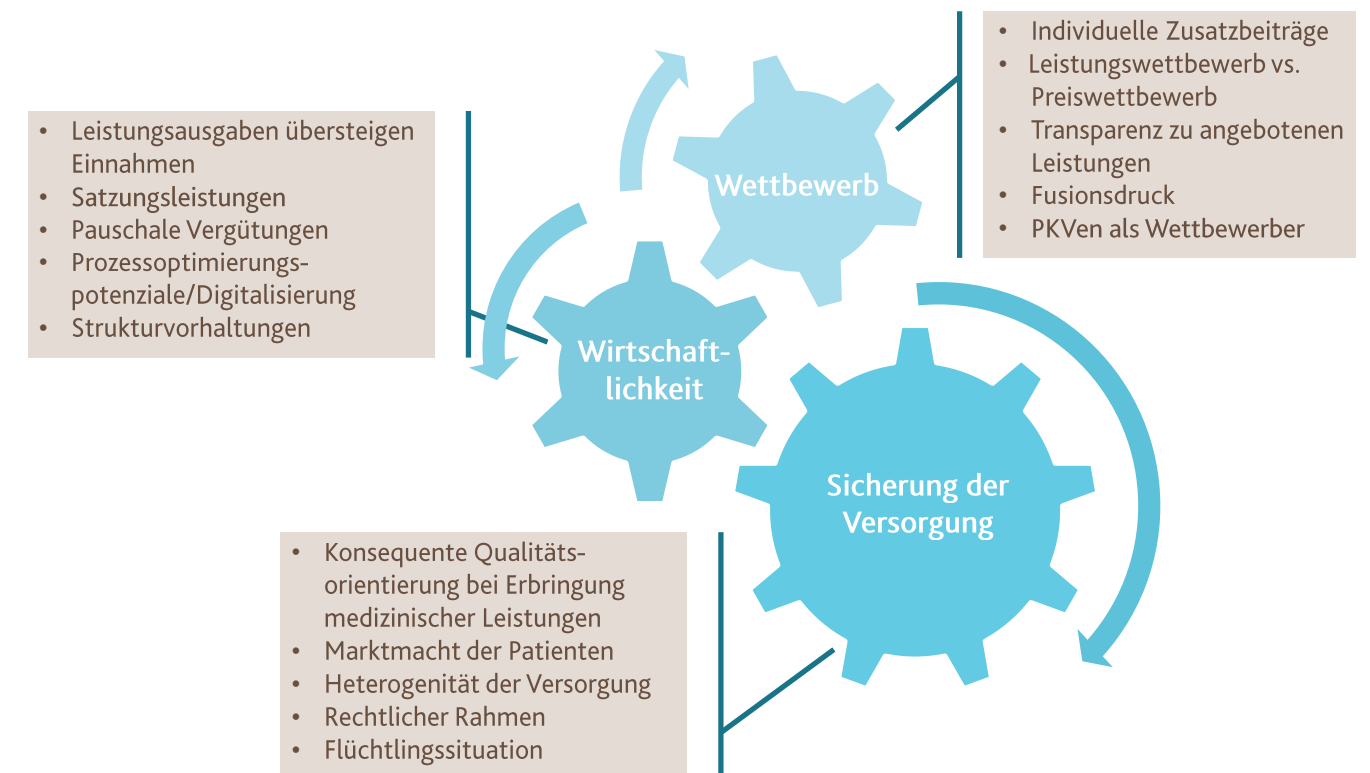 • Individuelle Zusatzbeiträge
• Leistungswettbewerb vs.
Preiswettbewerb
• Transparenz zu angebotenen
Leistungen
• Fusionsdruck
• PKVen als Wettbewerber
• Leistungsausgaben übersteigen
Einnahmen
• Satzungsleistungen
• Pauschale Vergütungen
• Prozessoptimierungs-
potenziale/Digitalisierung
• Strukturvorhaltungen
Wettbewerb
Wirtschaft-
lichkeit
Sicherung der
Versorgung
• Konsequente Qualitäts-
orientierung bei Erbringung
medizinischer Leistungen
• Marktmacht der Patienten
• Heterogenität der Versorgung
• Rechtlicher Rahmen
• Flüchtlingssituation